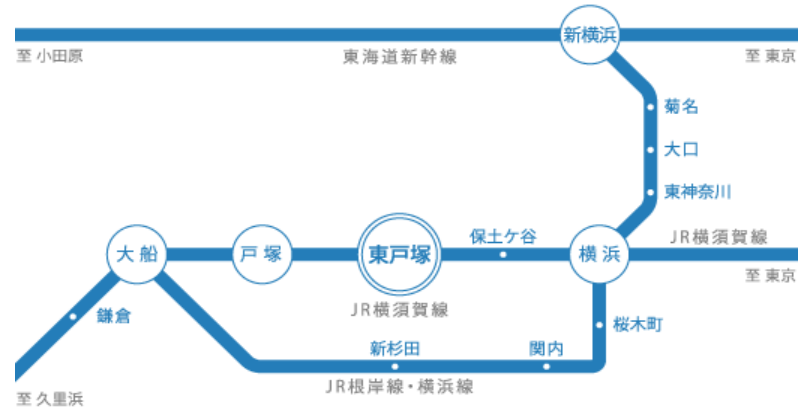 新横浜
至 小田原
東海道新幹線
至 東京
菊名
大口
東神奈川
保土ケ谷
JR横須賀線
大船
戸塚
東戸塚
横浜
至 東京
鎌倉
JR横須賀線
桜木町
新杉田
関内
JR根岸線・横浜線
至 久里浜